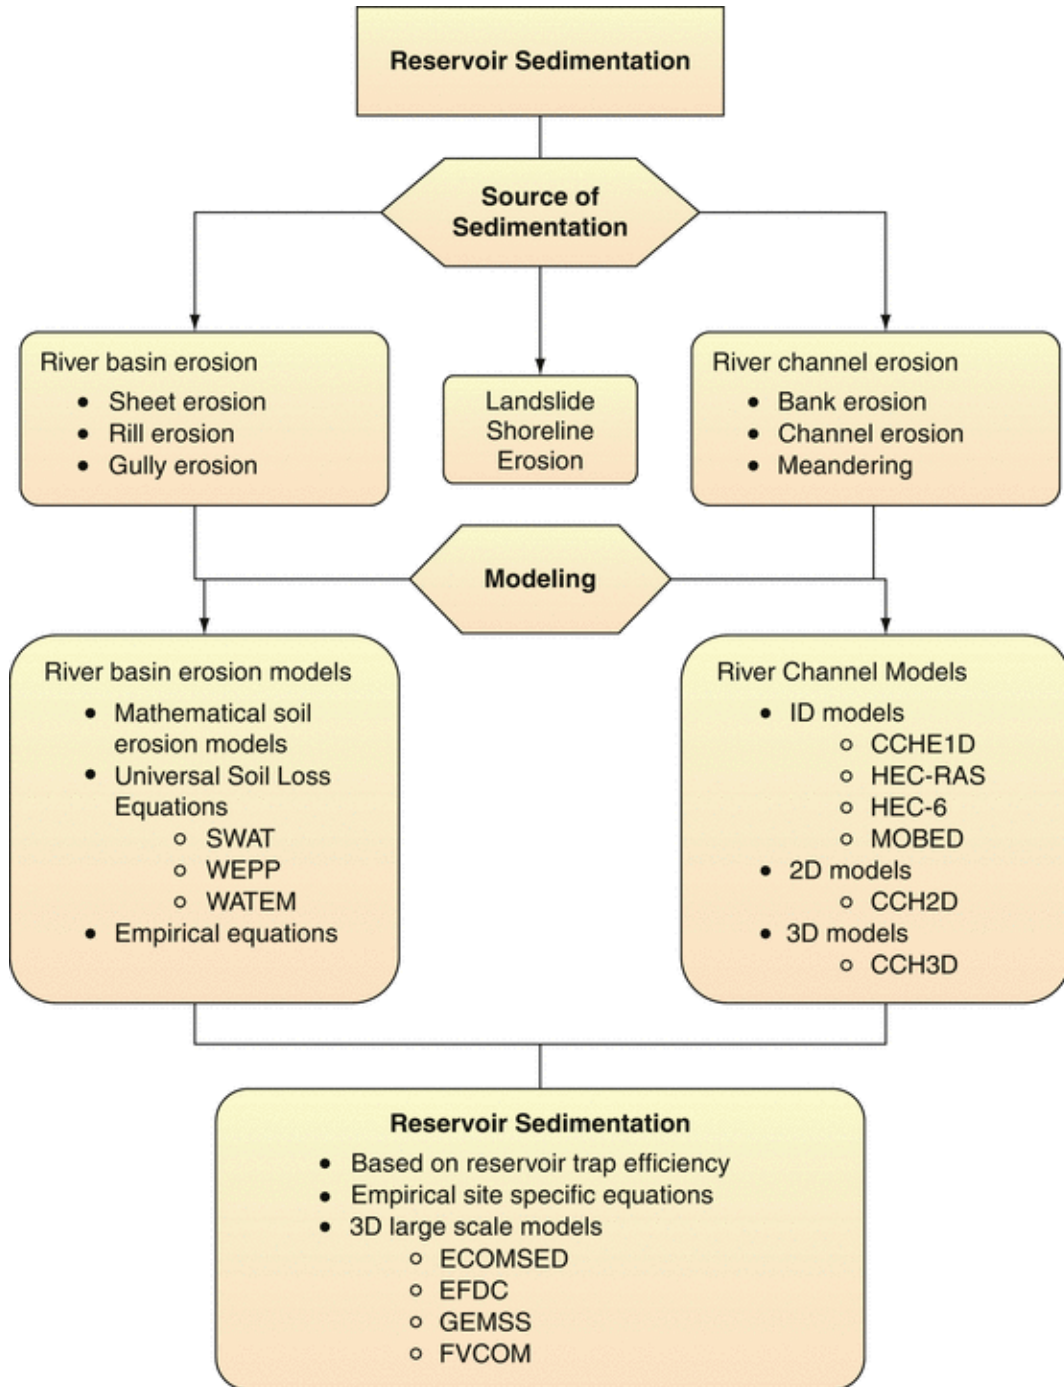 Reservoir Sedimentation
Source of
Sedimentation
River basin erosion
• Sheet erosion
• Rill erosion
• Gully erosion
Landslide
Shoreline
Erosion
River channel erosion
• Bank erosion
• Channel erosion
• Meandering
Modeling
River basin erosion models
• Mathematical soil
erosion models
• Universal Soil Loss
Equations
○ SWAT
○ WEPP
○ WATEM
• Empirical equations
River Channel Models
• ID models
○ CCHE1D
○ HEC-RAS
○ HEC-6
○ MOBED
• 2D models
○ CCH2D
• 3D models
○ CCH3D
Reservoir Sedimentation
• Based on reservoir trap efficiency
• Empirical site specific equations
• 3D large scale models
○ ECOMSED
○ EFDC
○ GEMSS
○ FVCOM